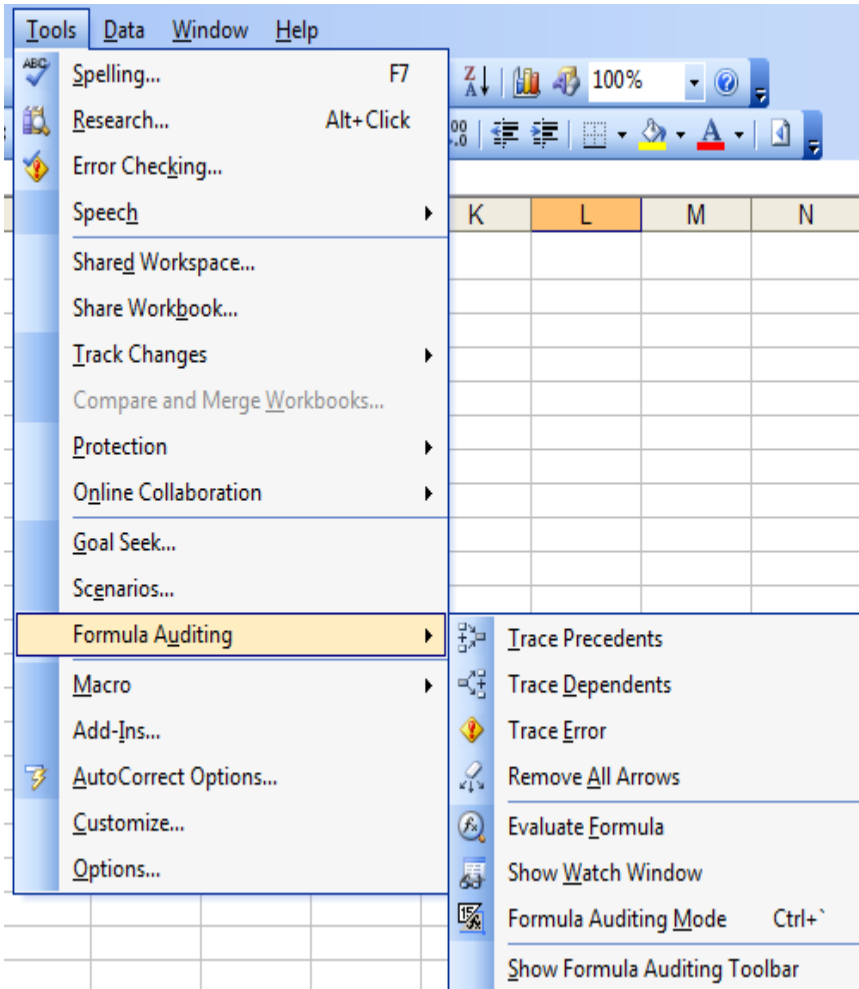 Tools Data Window Help
Spelling... F7
Research... Alt+Click
Error Checking...
Speech
Shared Workspace...
Share Workbook...
Track Changes
Compare and Merge Workbooks...
Protection
Online Collaboration
Goal Seek...
Scenarios...
Formula Auditing
Macro
Add-Ins...
AutoCorrect Options...
Customize...
Options...
100%
K L M N
Trace Precedents
Trace Dependents
Trace Error
Remove All Arrows
Evaluate Formula
Show Watch Window
Formula Auditing Mode Ctrl+`
Show Formula Auditing Toolbar